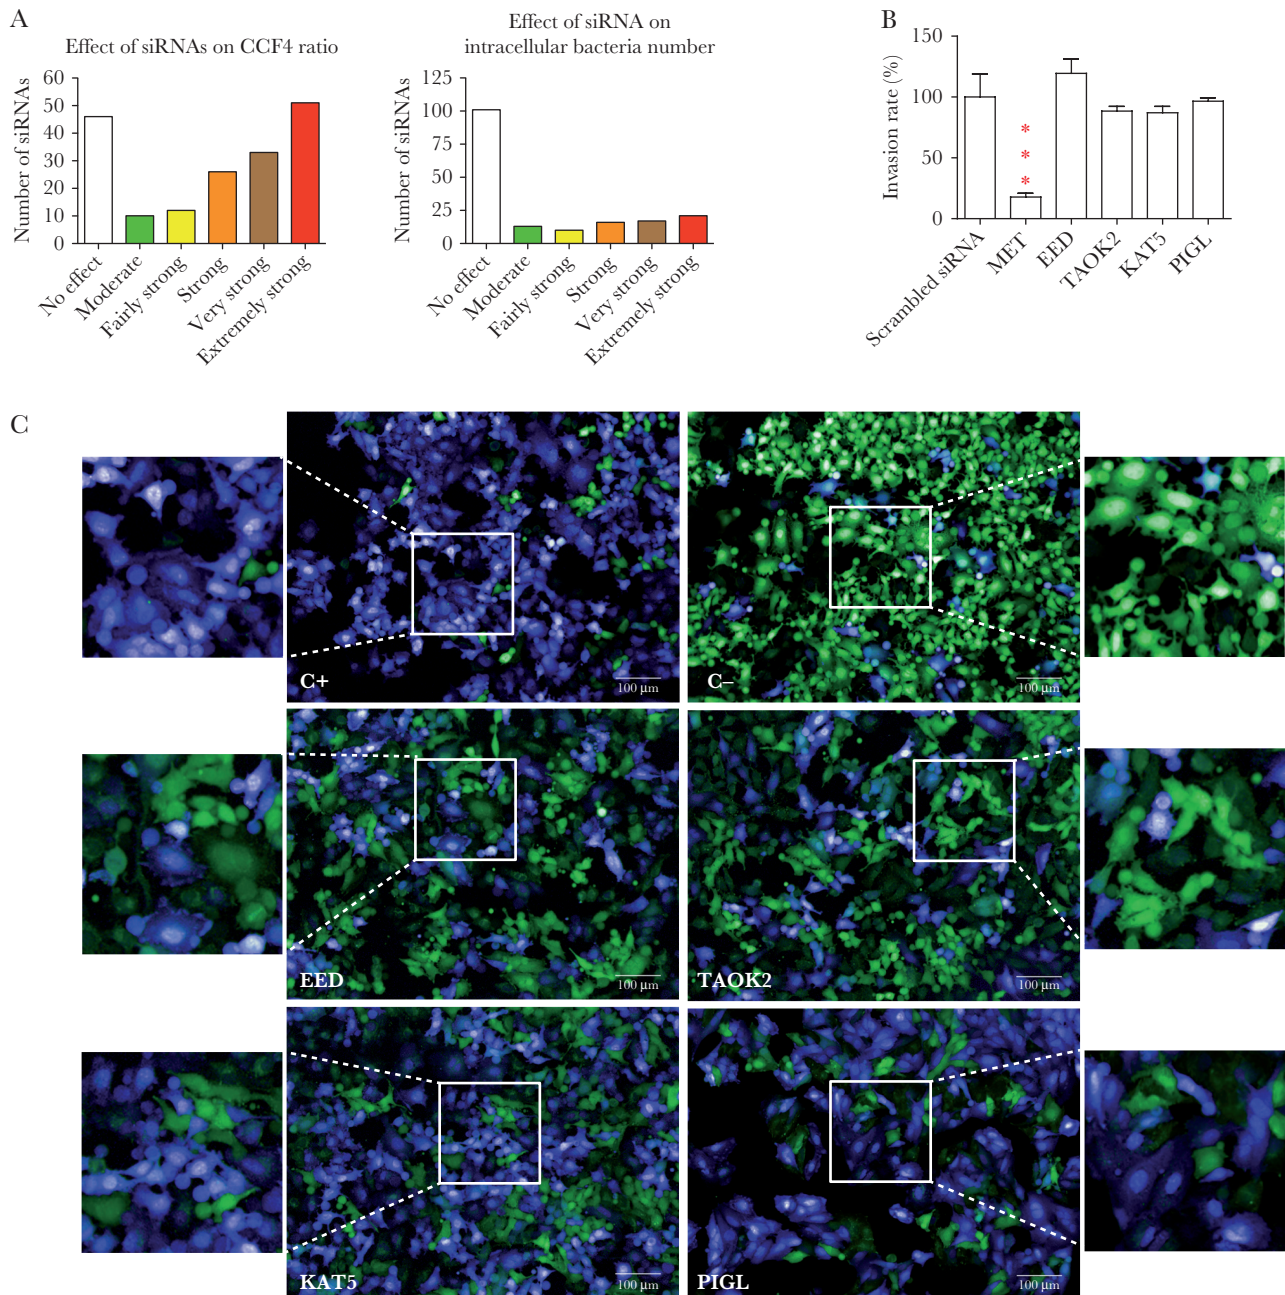 A
Effect of siRNAs on CCF4 ratio
Number of siRNAs
60
50
40
30
20
10
0
No effect
Moderate
Fairly strong
Strong
Very strong
Extremely strong
Effect of siRNA on
intracellular bacteria number
Number of siRNAs
125
100
75
50
25
0
No effect
Moderate
Fairly strong
Strong
Very strong
Extremely strong
B
Invasion rate (%)
150
100
50
0
* * *
Scrambled siRNA
MET
EED
TAOK2
KAT5
PIGL
C
C+
100 µm
C–
100 µm
EED
100 µm
TAOK2
100 µm
KAT5
100 µm
PIGL
100 µm